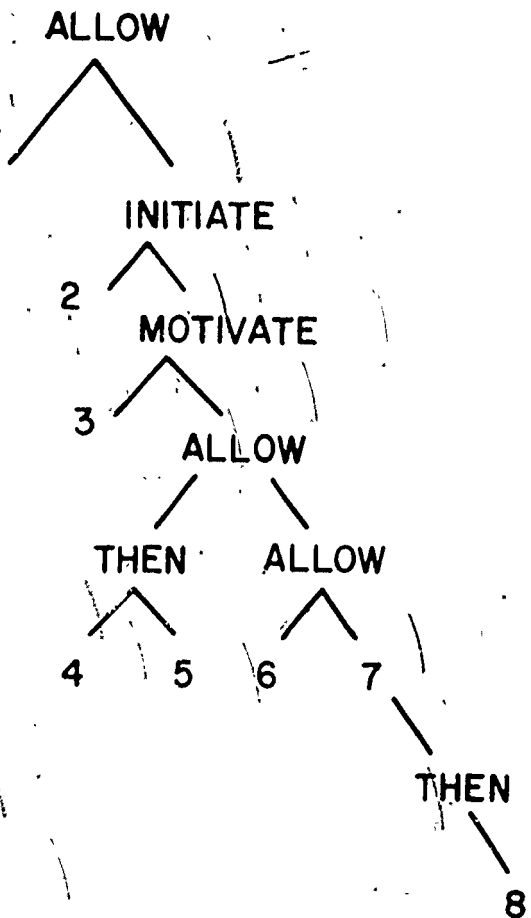 ALLOW
INITIATE
2
MOTIVATE
3
ALLOW
THEN ALLOW
4 5 6 7
THEN
8